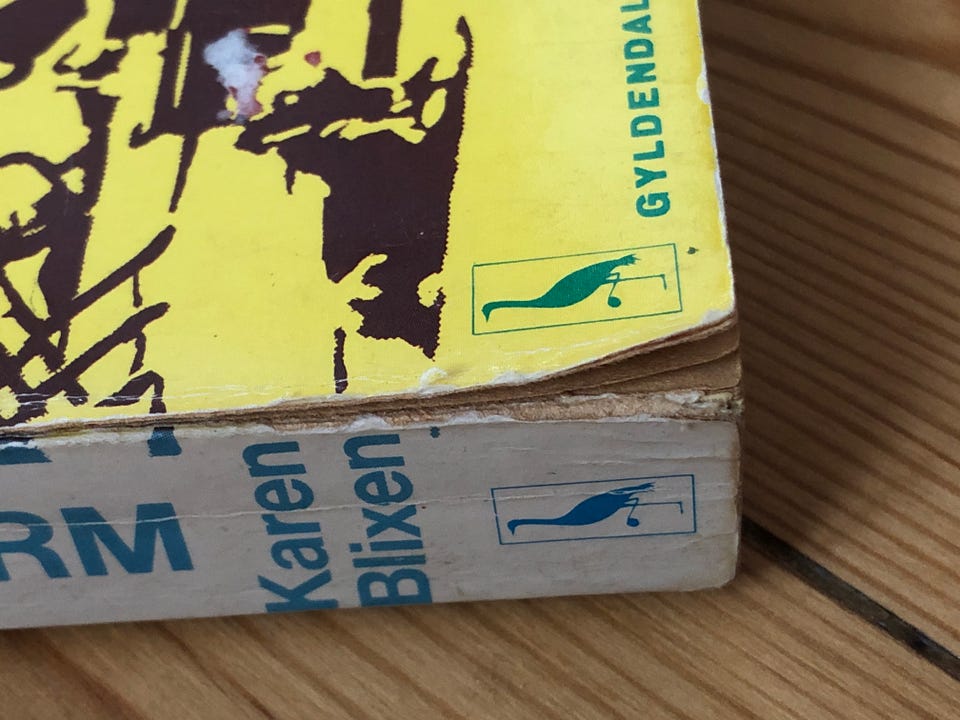 GYLDENDAL
RM
Karen
Blixen